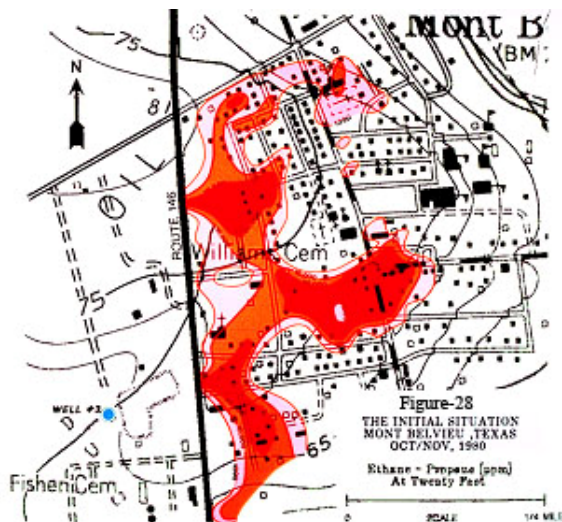 Mont B
(BM
75
N
81
ROUTE 146
Williams Cem
75
WELL #3
D
U
65
Fisher Cem
Figure-28
THE INITIAL SITUATION
MONT BELVIEU ,TEXAS
OCT/NOV, 1980
Ethane - Propane (ppm)
At Twenty Feet
0 SCALE 1/4 MILE